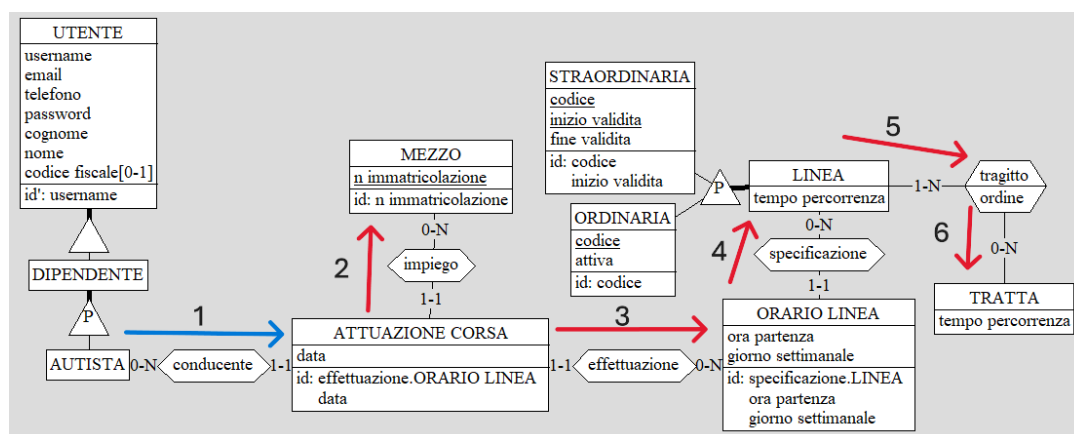 UTENTE
username
email
telefono
password
cognome
nome
codice fiscale[0-1]
id': username
DIPENDENTE
P
AUTISTA
0-N
conducente
1-1
1
MEZZO
n immatricolazione
id: n immatricolazione
0-N
impiego
1-1
2
ATTUAZIONE CORSA
data
id: effettuazione.ORARIO LINEA
data
3
1-1
effettuazione
0-N
STRAORDINARIA
codice
inizio validita
fine validita
id: codice
inizio validita
ORDINARIA
codice
attiva
id: codice
P
LINEA
tempo percorrenza
0-N
specificazione
1-1
4
ORARIO LINEA
ora partenza
giorno settimanale
id: specificazione.LINEA
ora partenza
giorno settimanale
5
1-N
tragitto
ordine
6
0-N
TRATTA
tempo percorrenza